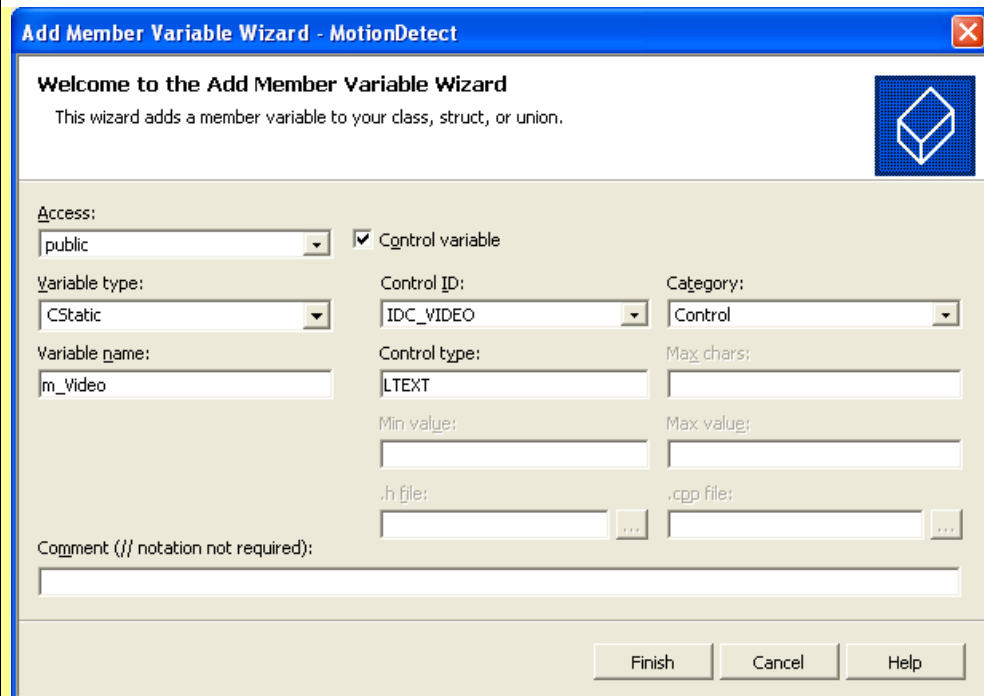 Add Member Variable Wizard - MotionDetect
Welcome to the Add Member Variable Wizard
This wizard adds a member variable to your class, struct, or union.
Access:
public
Control variable
Variable type:
Control ID:
Category:
CStatic
IDC_VIDEO
Control
Variable name:
Control type:
Max chars:
m_Video
LTEXT
Min value:
Max value:
.h file:
.cpp file:
...
...
Comment (// notation not required):
Finish
Cancel
Help